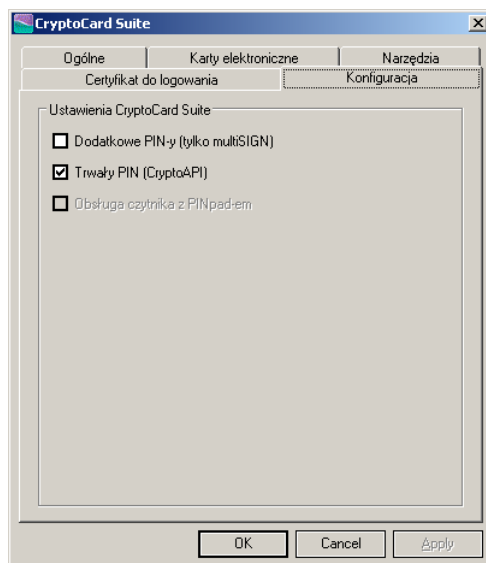 CryptoCard Suite
Ogólne
Karty elektroniczne
Narzędzia
Certyfikat do logowania
Konfiguracja
Ustawienia CryptoCard Suite
Dodatkowe PIN-y (tylko multiSIGN)
Trwały PIN (CryptoAPI)
Obsługa czytnika z PINpad-em
OK
Cancel
Apply